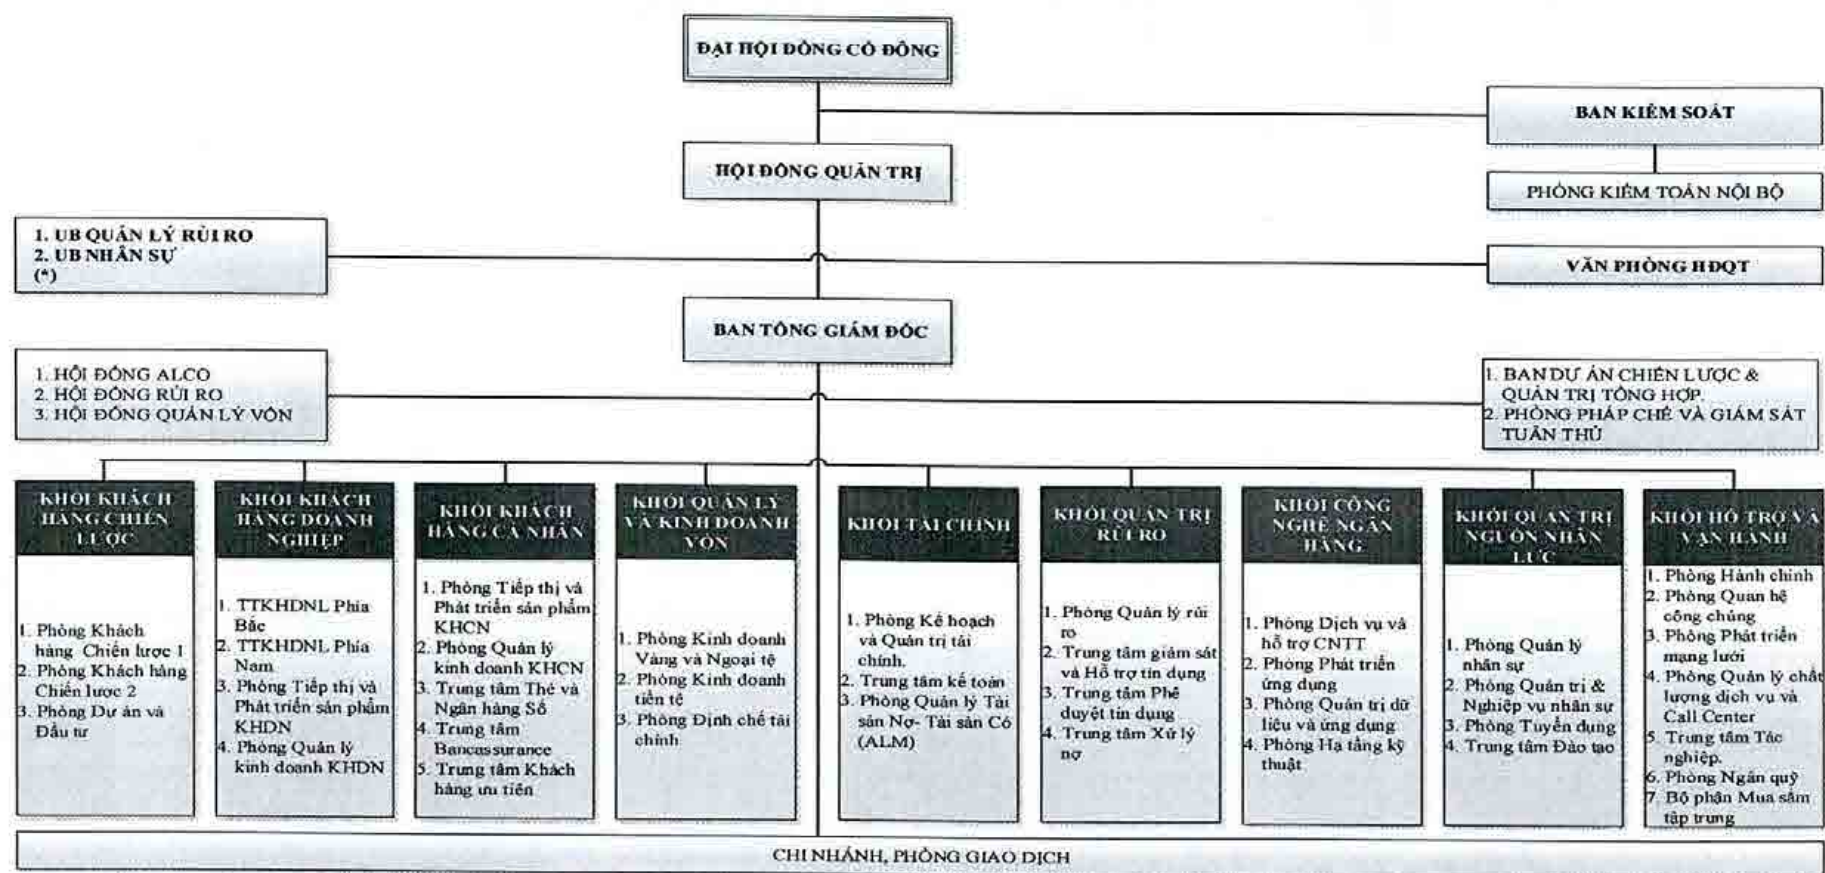 ĐẠI HỘI ĐỒNG CỔ ĐÔNG
BAN KIỂM SOÁT
HỘI ĐỒNG QUẢN TRỊ
PHÒNG KIỂM TOÁN NỘI BỘ
1. UB QUẢN LÝ RỦI RO
2. UB NHÂN SỰ
(*)
VĂN PHÒNG HĐQT
BAN TỔNG GIÁM ĐỐC
1. HỘI ĐỒNG ALCO
2. HỘI ĐỒNG RỦI RO
3. HỘI ĐỒNG QUẢN LÝ VỐN
1. BAN DỰ ÁN CHIẾN LƯỢC &
QUẢN TRỊ TỔNG HỢP.
2. PHÒNG PHÁP CHẾ VÀ GIÁM SÁT
TUÂN THỦ
KHỐI KHÁCH
HÀNG CHIẾN
LƯỢC
1. Phòng Khách
hàng Chiến lược 1
2. Phòng Khách hàng
Chiến lược 2
3. Phòng Dự án và
Đầu tư
KHỐI KHÁCH
HÀNG DOANH
NGHIỆP
1. TTKHDNL Phía
Bắc
2. TTKHDNL Phía
Nam
3. Phòng Tiếp thị và
Phát triển sản phẩm
KHDN
4. Phòng Quản lý
kinh doanh KHDN
KHỐI KHÁCH
HÀNG CÁ NHÂN
1. Phòng Tiếp thị và
Phát triển sản phẩm
KHCN
2. Phòng Quản lý
kinh doanh KHCN
3. Trung tâm Thẻ và
Ngân hàng Số
4. Trung tâm
Bancassurance
5. Trung tâm Khách
hàng ưu tiên
KHỐI QUẢN LÝ
VÀ KINH DOANH
VỐN
1. Phòng Kinh doanh
Vàng và Ngoại tệ
2. Phòng Kinh doanh
tiền tệ
3. Phòng Định chế tài
chính
KHỐI TÀI CHÍNH
1. Phòng Kế hoạch
và Quản trị tài
chính.
2. Trung tâm kế toán
3. Phòng Quản lý Tài
sản Nợ- Tài sản Có
(ALM)
KHỐI QUẢN TRỊ
RỦI RO
1. Phòng Quản lý rủi
ro
2. Trung tâm giám sát
và Hỗ trợ tín dụng
3. Trung tâm Phê
duyệt tín dụng
4. Trung tâm Xử lý
nợ
KHỐI CÔNG
NGHỆ NGÂN
HÀNG
1. Phòng Dịch vụ và
hỗ trợ CNTT
2. Phòng Phát triển
ứng dụng
3. Phòng Quản trị dữ
liệu và ứng dụng
4. Phòng Hạ tầng kỹ
thuật
KHỐI QUẢN TRỊ
NGUỒN NHÂN
LỰC
1. Phòng Quản lý
nhân sự
2. Phòng Quản trị &
Nghiệp vụ nhân sự
3. Phòng Tuyển dụng
4. Trung tâm Đào tạo
KHỐI HỖ TRỢ VÀ
VẬN HÀNH
1. Phòng Hành chính
2. Phòng Quan hệ
công chúng
3. Phòng Phát triển
mạng lưới
4. Phòng Quản lý chất
lượng dịch vụ và
Call Center
5. Trung tâm Tác
nghiệp.
6. Phòng Ngân quỹ
7. Bộ phận Mua sắm
tập trung
CHI NHÁNH, PHÒNG GIAO DỊCH